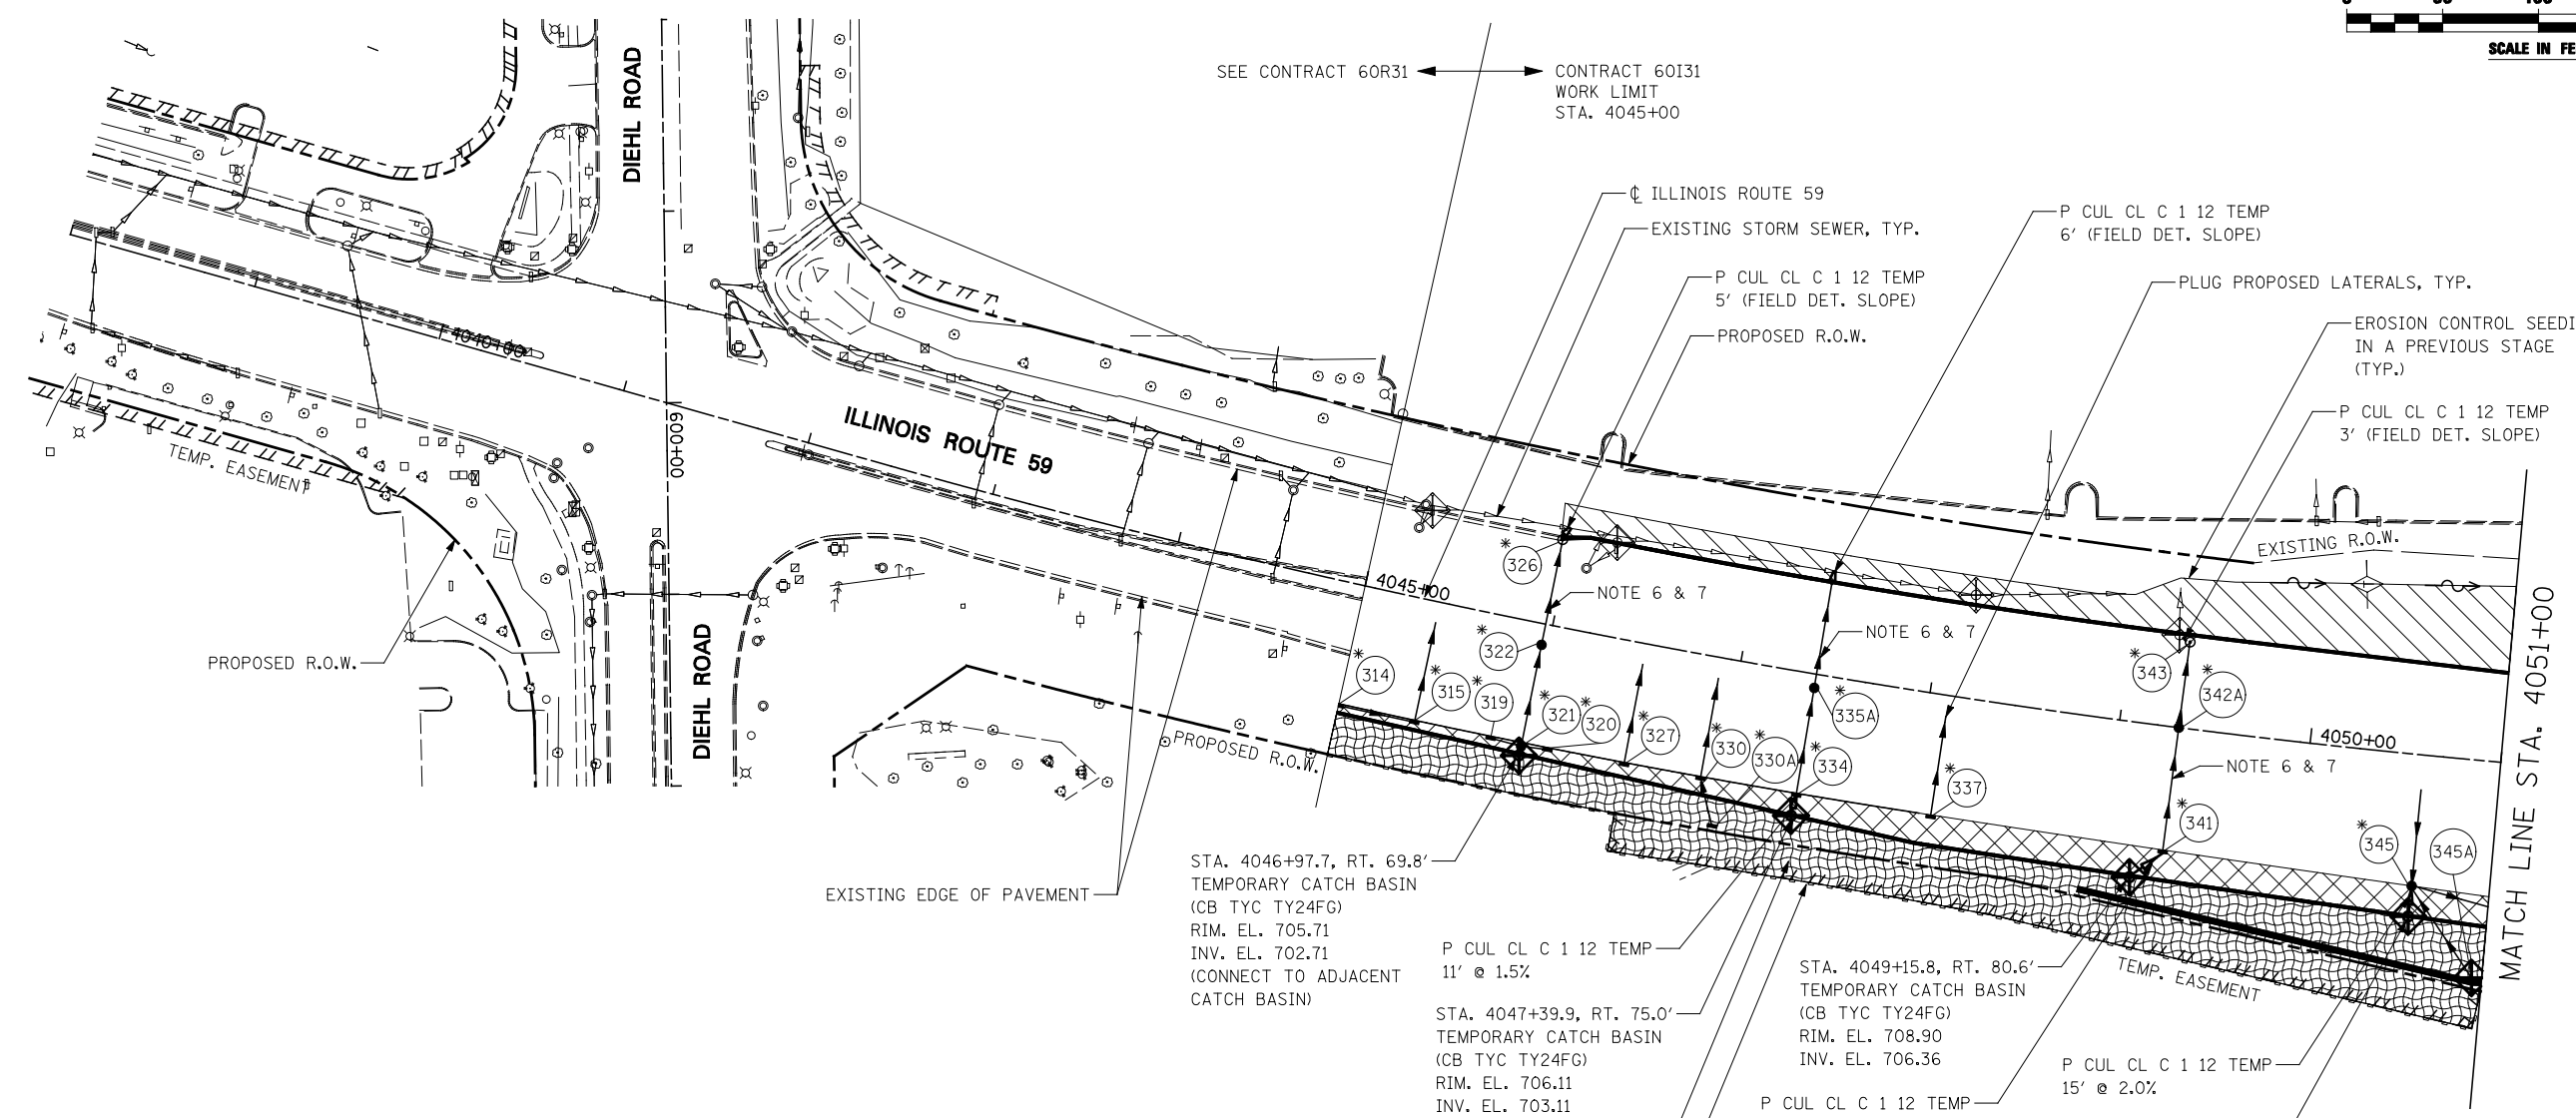 SCALE IN FE
SEE CONTRACT 60R31
CONTRACT 60I31
WORK LIMIT
STA. 4045+00
DIEHL ROAD
℄ ILLINOIS ROUTE 59
EXISTING STORM SEWER, TYP.
P CUL CL C 1 12 TEMP
6' (FIELD DET. SLOPE)
P CUL CL C 1 12 TEMP
5' (FIELD DET. SLOPE)
PLUG PROPOSED LATERALS, TYP.
PROPOSED R.O.W.
EROSION CONTROL SEEDI
IN A PREVIOUS STAGE
(TYP.)
P CUL CL C 1 12 TEMP
3' (FIELD DET. SLOPE)
4040+00
609+00
ILLINOIS ROUTE 59
TEMP. EASEMENT
EXISTING R.O.W.
4045+00
* 326
NOTE 6 & 7
* 322
NOTE 6 & 7
* 343
* 342A
PROPOSED R.O.W.
DIEHL ROAD
* 314
* 315
* 319
* 321
* 320
* 327
* 330
* 330A
* 334
* 335A
* 337
* 341
NOTE 6 & 7
4050+00
* 345
345A
MATCH LINE STA. 4051+00
PROPOSED R.O.W.
EXISTING EDGE OF PAVEMENT
STA. 4046+97.7, RT. 69.8'
TEMPORARY CATCH BASIN
(CB TYC TY24FG)
RIM. EL. 705.71
INV. EL. 702.71
(CONNECT TO ADJACENT
CATCH BASIN)
P CUL CL C 1 12 TEMP
11' @ 1.5%
STA. 4047+39.9, RT. 75.0'
TEMPORARY CATCH BASIN
(CB TYC TY24FG)
RIM. EL. 706.11
INV. EL. 703.11
STA. 4049+15.8, RT. 80.6'
TEMPORARY CATCH BASIN
(CB TYC TY24FG)
RIM. EL. 708.90
INV. EL. 706.36
TEMP. EASEMENT
P CUL CL C 1 12 TEMP
15' @ 2.0%
P CUL CL C 1 12 TEMP